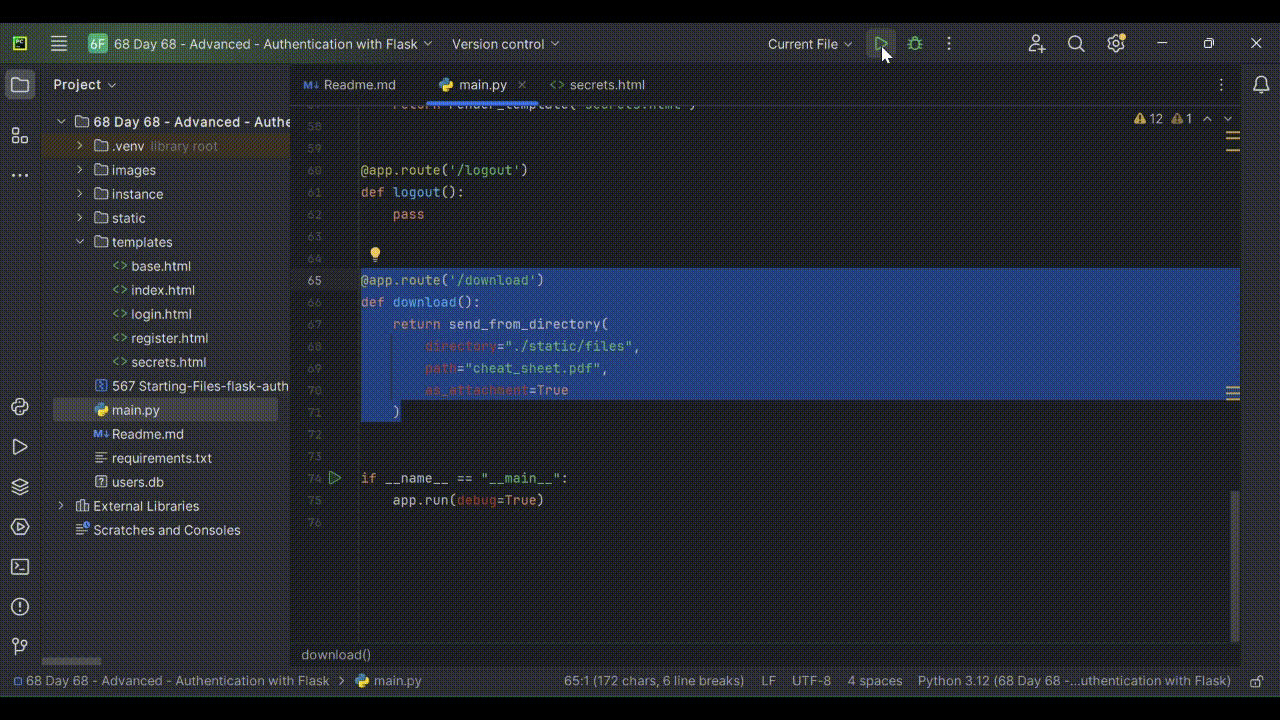 PC
6F 68 Day 68 - Advanced - Authentication with Flask Version control Current File
Project
Readme.md main.py secrets.html
68 Day 68 - Advanced - Authe
.venv library root
images
instance
static
templates
base.html
index.html
login.html
register.html
secrets.html
567 Starting-Files-flask-auth
main.py
Readme.md
requirements.txt
users.db
External Libraries
Scratches and Consoles
12 1
return render_template("secrets.html")
58
59
60 @app.route('/logout')
61 def logout():
62 pass
63
64
65 @app.route('/download')
66 def download():
67 return send_from_directory(
68 directory="./static/files",
69 path="cheat_sheet.pdf",
70 as_attachment=True
71 )
72
73
74 if __name__ == "__main__":
75 app.run(debug=True)
76
download()
68 Day 68 - Advanced - Authentication with Flask > main.py 65:1 (172 chars, 6 line breaks) LF UTF-8 4 spaces Python 3.12 (68 Day 68 -...uthentication with Flask)